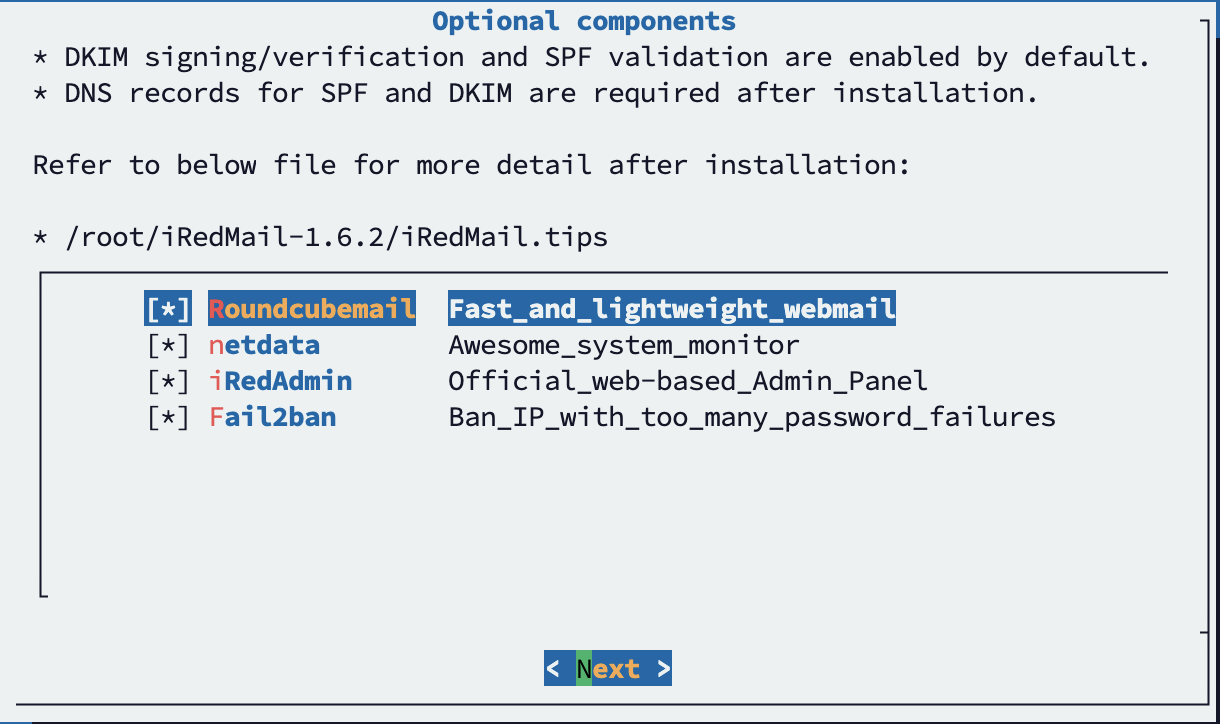 Optional components
* DKIM signing/verification and SPF validation are enabled by default.
* DNS records for SPF and DKIM are required after installation.
Refer to below file for more detail after installation:
* /root/iRedMail-1.6.2/iRedMail.tips
[*] Roundcubemail Fast_and_lightweight_webmail
[*] netdata Awesome_system_monitor
[*] iRedAdmin Official_web-based_Admin_Panel
[*] Fail2ban Ban_IP_with_too_many_password_failures
< Next >